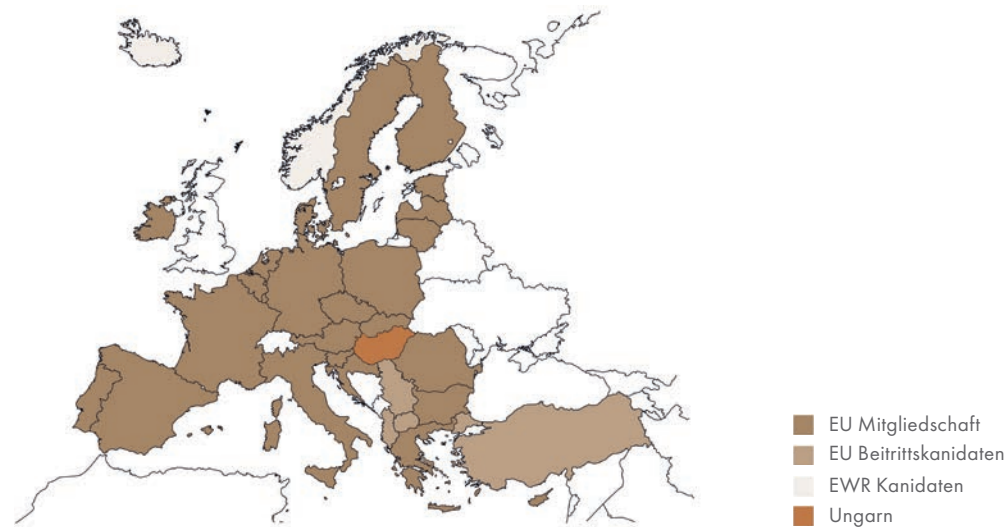 EU Mitgliedschaft
EU Beitrittskanidaten
EWR Kanidaten
Ungarn